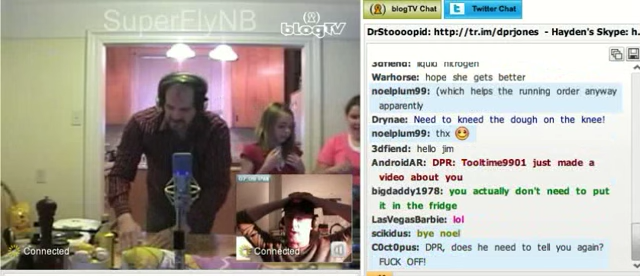 SuperFlyNB
blogTV
Connected
Connected
blogTV Chat
Twitter Chat
DrStoooopid: http://tr.im/dprjones - Hayden's Skype: h.
3dfiend: liquid nitrogen
Warhorse: hope she gets better
noelplum99: (which helps the running order anyway
apparently
Drynae: Need to kneed the dough on the knee!
noelplum99: thx
3dfiend: hello jim
AndroidAR: DPR: Tooltime9901 just made a
video about you
bigdaddy1978: you actually don't need to put
it in the fridge
LasVegasBarbie: lol
scikidus: bye noel
C0ct0pus: DPR, does he need to tell you again?
FUCK OFF!